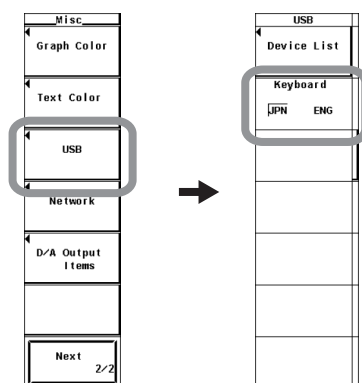 Misc
Graph Color
Text Color
USB
Network
D/A Output
Items
Next
2/2
USB
Device List
Keyboard
JPN ENG